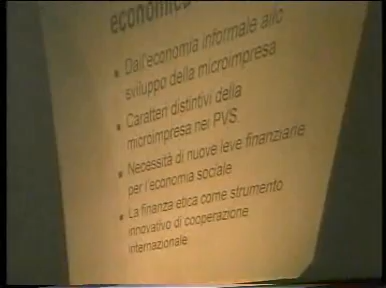 economica
Dall'economia informale allo
sviluppo della microimpresa
Caratteri distintivi della
microimpresa nei PVS.
Necessità di nuove leve finanziarie
per l'economia sociale
La finanza etica come strumento
innovativo di cooperazione
internazionale